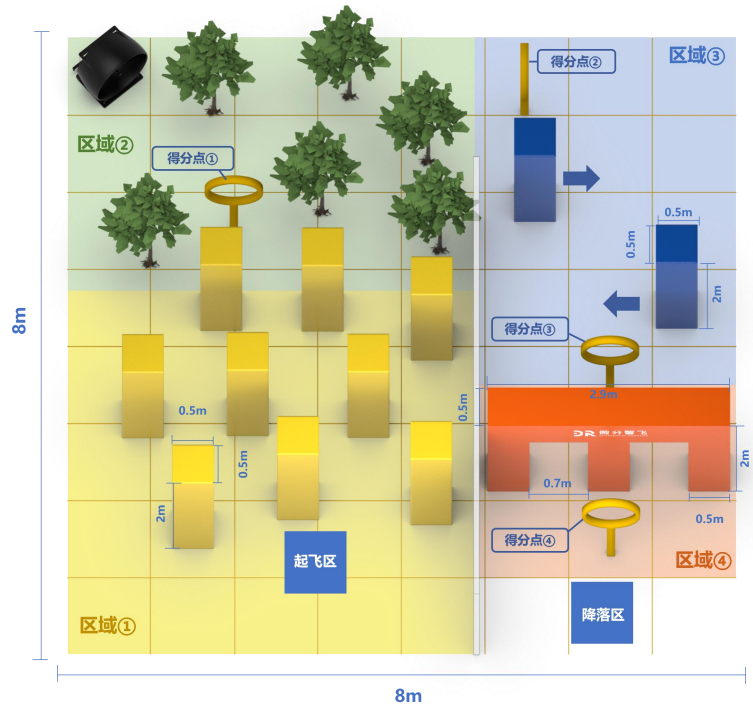 区域③
得分点②
区域②
得分点①
0.5m
0.5m
2m
8m
得分点③
2.9m
0.5m
0.5m
0.5m
2m
0.7m
2m
0.5m
得分点④
起飞区
区域④
区域①
降落区
8m